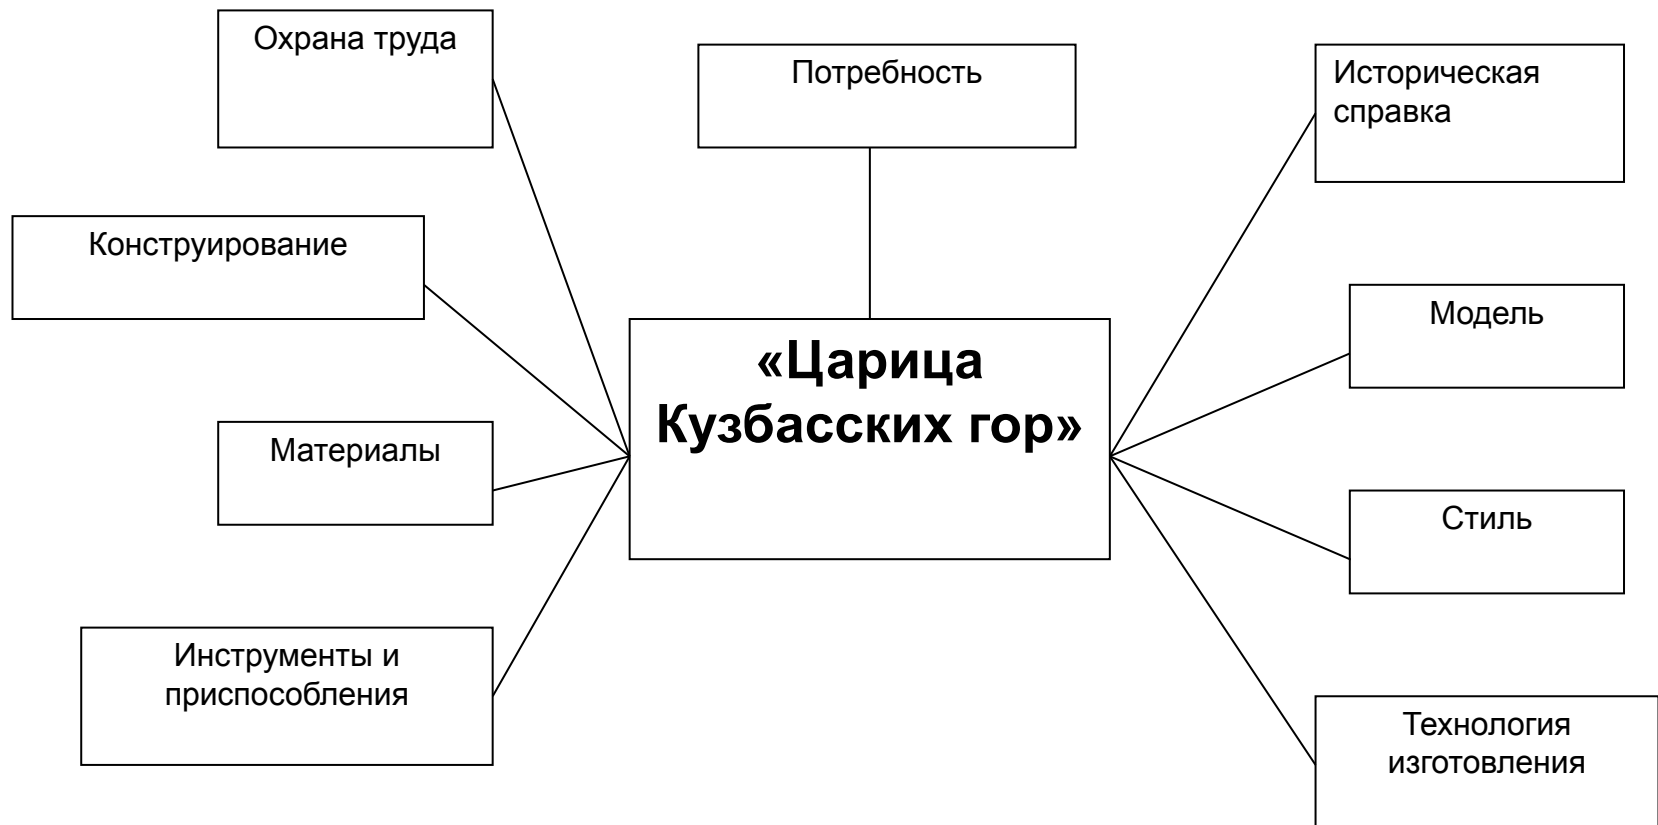 Охрана труда
Потребность
Историческая
справка
Конструирование
Модель
«Царица
Кузбасских гор»
Материалы
Стиль
Инструменты и
приспособления
Технология
изготовления